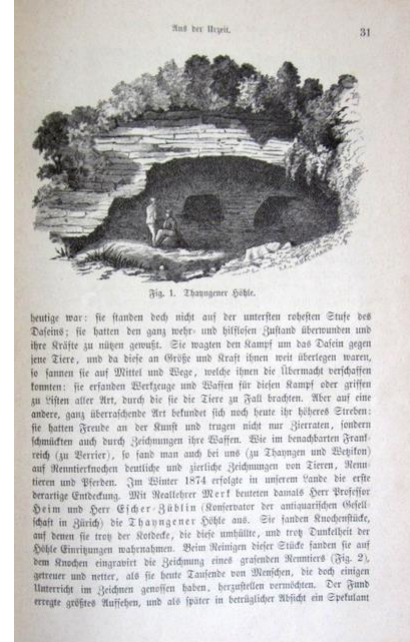 Aus der Urzeit.
31
Fig. 1. Thayngener Höhle.
heutige war: sie standen doch nicht auf der untersten rohesten Stufe des
Daseins; sie hatten den ganz wehr- und hilflosen Zustand überwunden und
ihre Kräfte zu nützen gewußt. Sie wagten den Kampf um das Dasein gegen
jene Tiere, und da diese an Größe und Kraft ihnen weit überlegen waren,
so sannen sie auf Mittel und Wege, welche ihnen die Übermacht verschaffen
konnten: sie erfanden Werkzeuge und Waffen für diesen Kampf oder griffen
zu Listen aller Art, durch die sie die Tiere zu Fall brachten. Aber auf eine
andere, ganz überraschende Art bekundet sich noch heute ihr höheres Streben:
sie hatten Freude an der Kunst und trugen nicht nur Zierraten, sondern
schmückten auch durch Zeichnungen ihre Waffen. Wie im benachbarten Frank-
reich (zu Verrier), so fand man auch bei uns (zu Thayngen und Wetzikon)
auf Renntierknochen deutliche und zierliche Zeichnungen von Tieren, Renn-
tieren und Pferden. Im Winter 1874 erfolgte in unserem Lande die erste
derartige Entdeckung. Mit Reallehrer Merk beuteten damals Herr Professor
Heim und Herr Escher-Züblin (Konservator der antiquarischen Gesell-
schaft in Zürich) die Thayngener Höhle aus. Sie fanden Knochenstücke,
auf denen sie trotz der Kotdecke, die diese umhüllte, und trotz Dunkelheit der
Höhle Einritzungen wahrnahmen. Beim Reinigen dieser Stücke fanden sie auf
dem Knochen eingraviert die Zeichnung eines grasenden Renntiers (Fig. 2),
getreuer und netter, als sie heute Tausende von Menschen, die doch einigen
Unterricht im Zeichnen genossen haben, herzustellen vermöchten. Der Fund
erregte größtes Aufsehen, und als später in betrüglicher Absicht ein Spekulant